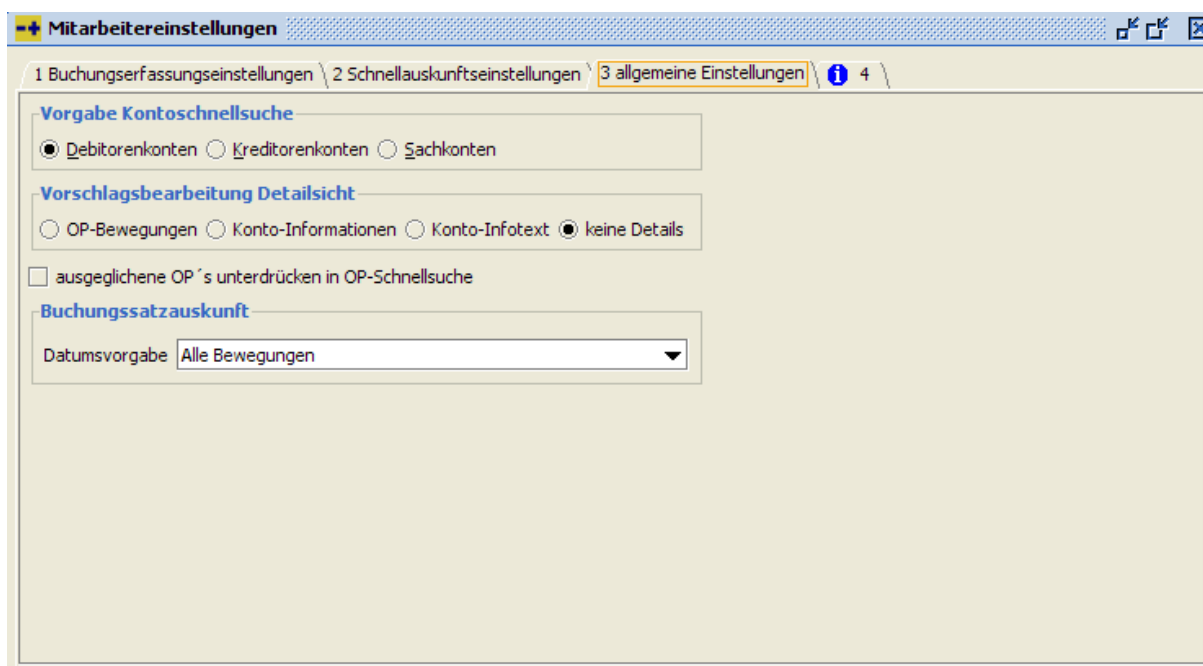 Mitarbeitereinstellungen
1 Buchungserfassungseinstellungen 2 Schnellauskunftseinstellungen 3 allgemeine Einstellungen i 4
Vorgabe Kontoschnellsuche
Debitorenkonten Kreditorenkonten Sachkonten
Vorschlagsbearbeitung Detailsicht
OP-Bewegungen Konto-Informationen Konto-Infotext keine Details
ausgeglichene OP´s unterdrücken in OP-Schnellsuche
Buchungssatzauskunft
Datumsvorgabe Alle Bewegungen